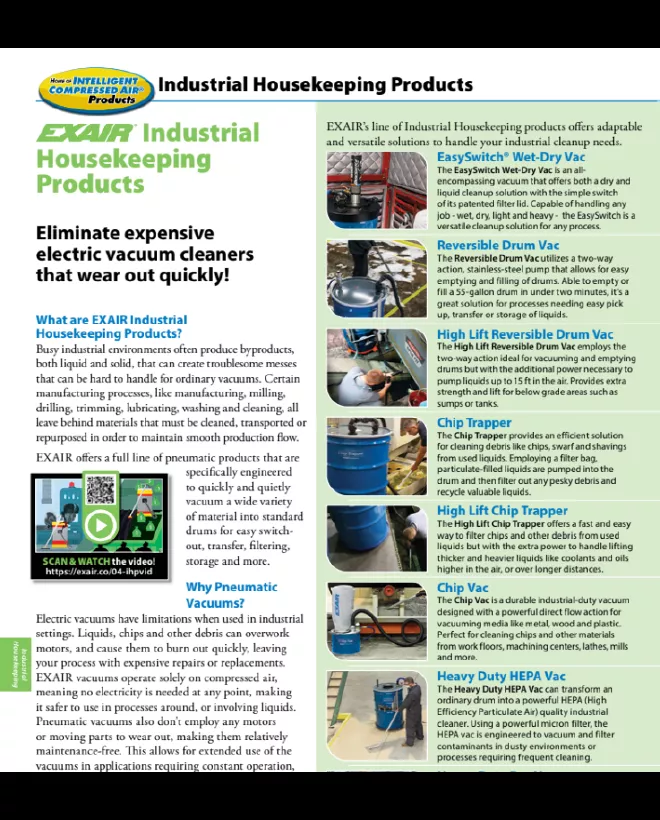 HOME OF INTELLIGENT
COMPRESSED AIR®
Products
Industrial Housekeeping Products
EXAIR Industrial
Housekeeping
Products
Eliminate expensive
electric vacuum cleaners
that wear out quickly!
What are EXAIR Industrial
Housekeeping Products?
Busy industrial environments often produce byproducts,
both liquid and solid, that can create troublesome messes
that can be hard to handle for ordinary vacuums. Certain
manufacturing processes, like manufacturing, milling,
drilling, trimming, lubricating, washing and cleaning, all
leave behind materials that must be cleaned, transported or
repurposed in order to maintain smooth production flow.
EXAIR offers a full line of pneumatic products that are
specifically engineered
to quickly and quietly
vacuum a wide variety
of material into standard
drums for easy switch-
out, transfer, filtering,
storage and more.
SCAN & WATCH the video!
https://exair.co/04-ihpvid
Why Pneumatic
Vacuums?
Electric vacuums have limitations when used in industrial
settings. Liquids, chips and other debris can overwork
motors, and cause them to burn out quickly, leaving
your process with expensive repairs or replacements.
EXAIR vacuums operate solely on compressed air,
meaning no electricity is needed at any point, making
it safer to use in processes around, or involving liquids.
Pneumatic vacuums also don't employ any motors
or moving parts to wear out, making them relatively
maintenance-free. This allows for extended use of the
vacuums in applications requiring constant operation,
Industrial
Housekeeping
EXAIR's line of Industrial Housekeeping products offers adaptable
and versatile solutions to handle your industrial cleanup needs.
EasySwitch® Wet-Dry Vac
The EasySwitch Wet-Dry Vac is an all-
encompassing vacuum that offers both a dry and
liquid cleanup solution with the simple switch
of its patented filter lid. Capable of handling any
job - wet, dry, light and heavy - the EasySwitch is a
versatile cleanup solution for any process.
Reversible Drum Vac
The Reversible Drum Vac utilizes a two-way
action, stainless-steel pump that allows for easy
emptying and filling of drums. Able to empty or
fill a 55-gallon drum in under two minutes, it's a
great solution for processes needing easy pick
up, transfer or storage of liquids.
High Lift Reversible Drum Vac
The High Lift Reversible Drum Vac employs the
two-way action ideal for vacuuming and emptying
drums but with the additional power necessary to
pump liquids up to 15 ft in the air. Provides extra
strength and lift for below grade areas such as
sumps or tanks.
Chip Trapper
The Chip Trapper provides an efficient solution
for cleaning debris like chips, swarf and shavings
from used liquids. Employing a filter bag,
particulate-filled liquids are pumped into the
drum and then filter out any pesky debris and
recycle valuable liquids.
High Lift Chip Trapper
The High Lift Chip Trapper offers a fast and easy
way to filter chips and other debris from used
liquids but with the extra power to handle lifting
thicker and heavier liquids like coolants and oils
higher in the air, or over longer distances.
EXAIR
Chip Vac
The Chip Vac is a durable industrial-duty vacuum
designed with a powerful direct flow action for
vacuuming media like metal, wood and plastic.
Perfect for cleaning chips and other materials
from work floors, machining centers, lathes, mills
and more.
Heavy Duty HEPA Vac
The Heavy Duty HEPA Vac can transform an
ordinary drum into a powerful HEPA (High
Efficiency Particulate Air) quality industrial
cleaner. Using a powerful micron filter, the
HEPA vac is engineered to vacuum and filter
contaminants in dusty environments or
processes requiring frequent cleaning.